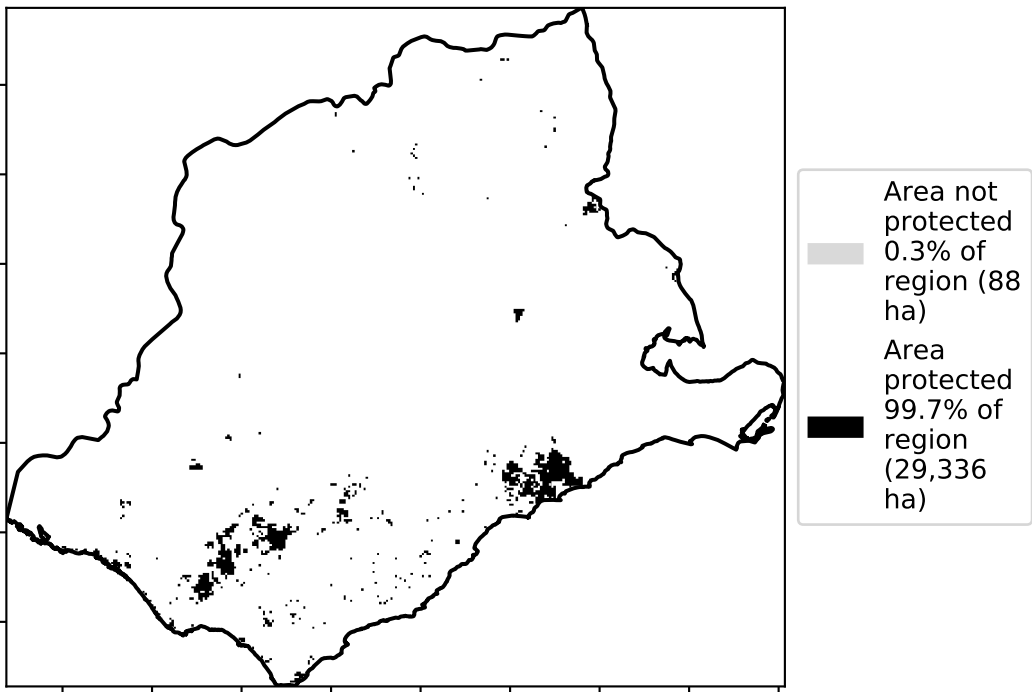 Area not
protected
0.3% of
region (88
ha)
Area
protected
99.7% of
region
(29,336
ha)